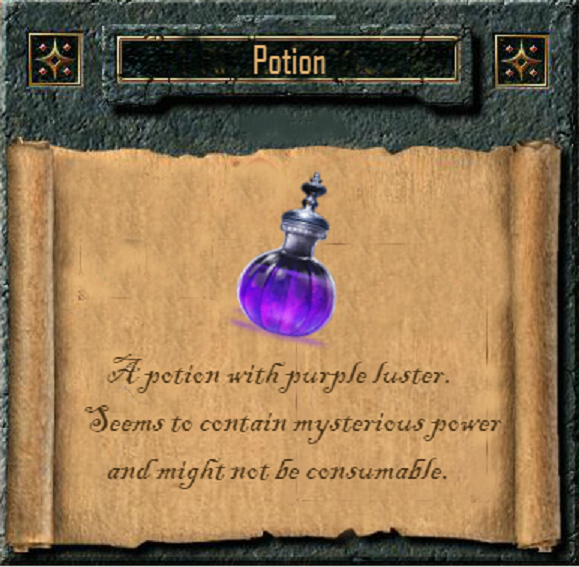 Potion
A potion with purple luster.
Seems to contain mysterious power
and might not be consumable.